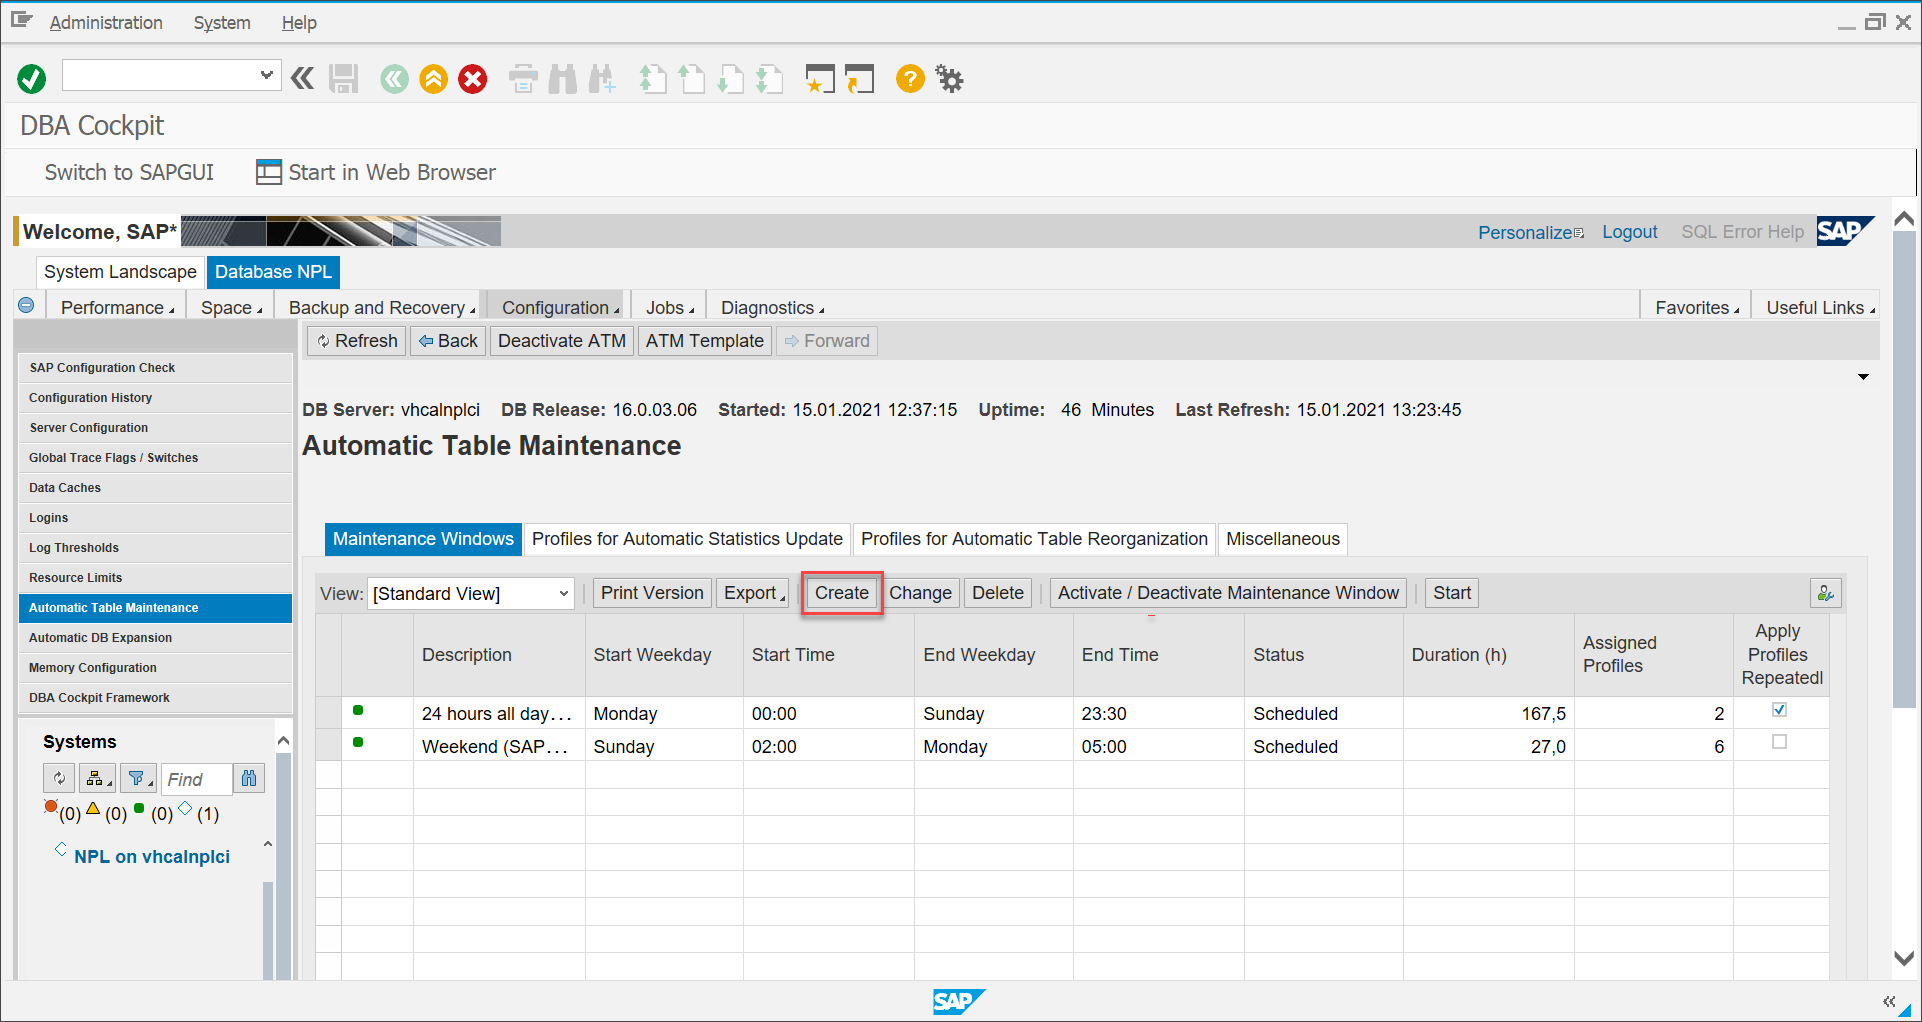 Administration System Help
DBA Cockpit
Switch to SAPGUI Start in Web Browser
Welcome, SAP* Personalize Logout SQL Error Help SAP
System Landscape Database NPL
Performance Space Backup and Recovery Configuration Jobs Diagnostics Favorites Useful Links
Refresh Back Deactivate ATM ATM Template Forward
SAP Configuration Check
Configuration History
Server Configuration
Global Trace Flags / Switches
Data Caches
Logins
Log Thresholds
Resource Limits
Automatic Table Maintenance
Automatic DB Expansion
Memory Configuration
DBA Cockpit Framework
Systems
Find
(0) (0) (0) (1)
NPL on vhcalnplci
DB Server: vhcalnplci DB Release: 16.0.03.06 Started: 15.01.2021 12:37:15 Uptime: 46 Minutes Last Refresh: 15.01.2021 13:23:45
Automatic Table Maintenance
Maintenance Windows Profiles for Automatic Statistics Update Profiles for Automatic Table Reorganization Miscellaneous
View: [Standard View] Print Version Export Create Change Delete Activate / Deactivate Maintenance Window Start
Description Start Weekday Start Time End Weekday End Time Status Duration (h) Assigned Profiles Apply Profiles Repeatedl
24 hours all day... Monday 00:00 Sunday 23:30 Scheduled 167,5 2
Weekend (SAP... Sunday 02:00 Monday 05:00 Scheduled 27,0 6
SAP